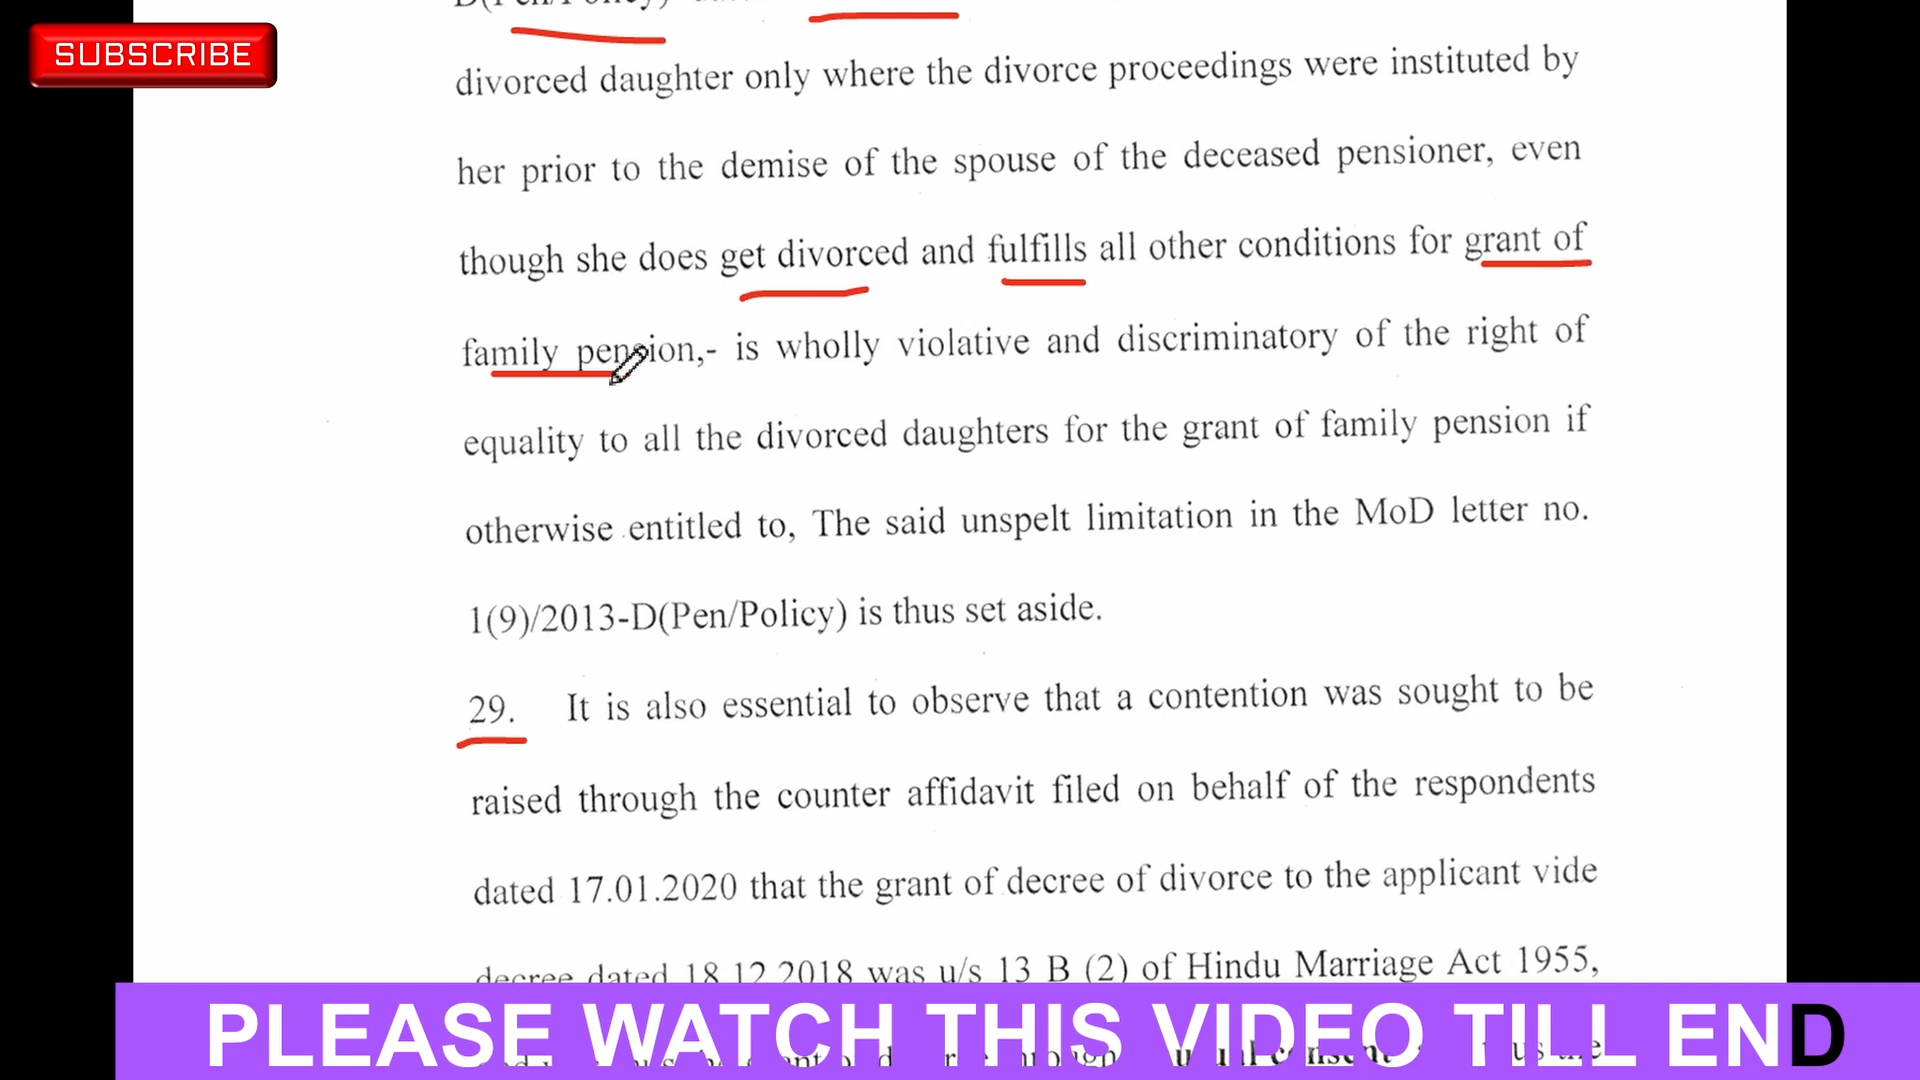 SUBSCRIBE
D(Pen/Policy)
divorced daughter only where the divorce proceedings were instituted by
her prior to the demise of the spouse of the deceased pensioner, even
though she does get divorced and fulfills all other conditions for grant of
family pension,- is wholly violative and discriminatory of the right of
equality to all the divorced daughters for the grant of family pension if
otherwise entitled to, The said unspelt limitation in the MoD letter no.
1(9)/2013-D(Pen/Policy) is thus set aside.
29. It is also essential to observe that a contention was sought to be
raised through the counter affidavit filed on behalf of the respondents
dated 17.01.2020 that the grant of decree of divorce to the applicant vide
decree dated 18.12.2018 was u/s 13 B (2) of Hindu Marriage Act 1955,
PLEASE WATCH THIS VIDEO TILL END